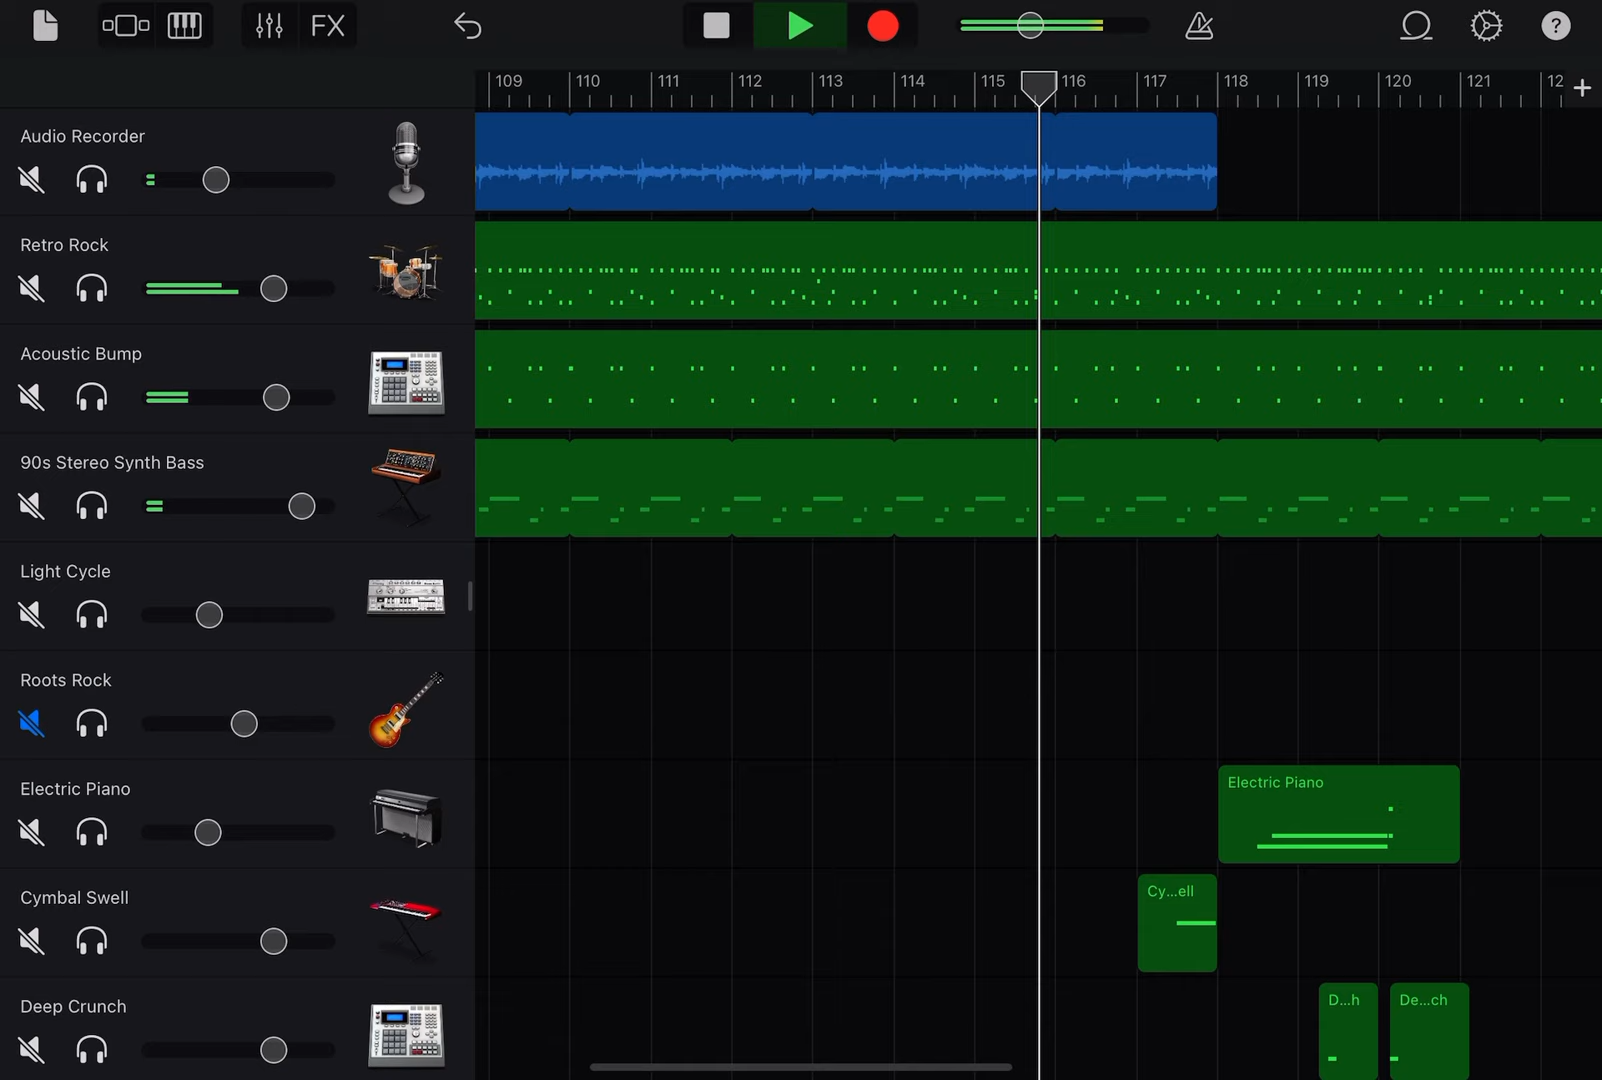 FX
?
109 110 111 112 113 114 115 116 117 118 119 120 121 12 +
Audio Recorder
Retro Rock
Acoustic Bump
90s Stereo Synth Bass
Light Cycle
Roots Rock
Electric Piano
Electric Piano
Cymbal Swell
Cy...ell
Deep Crunch
D...h
De...ch